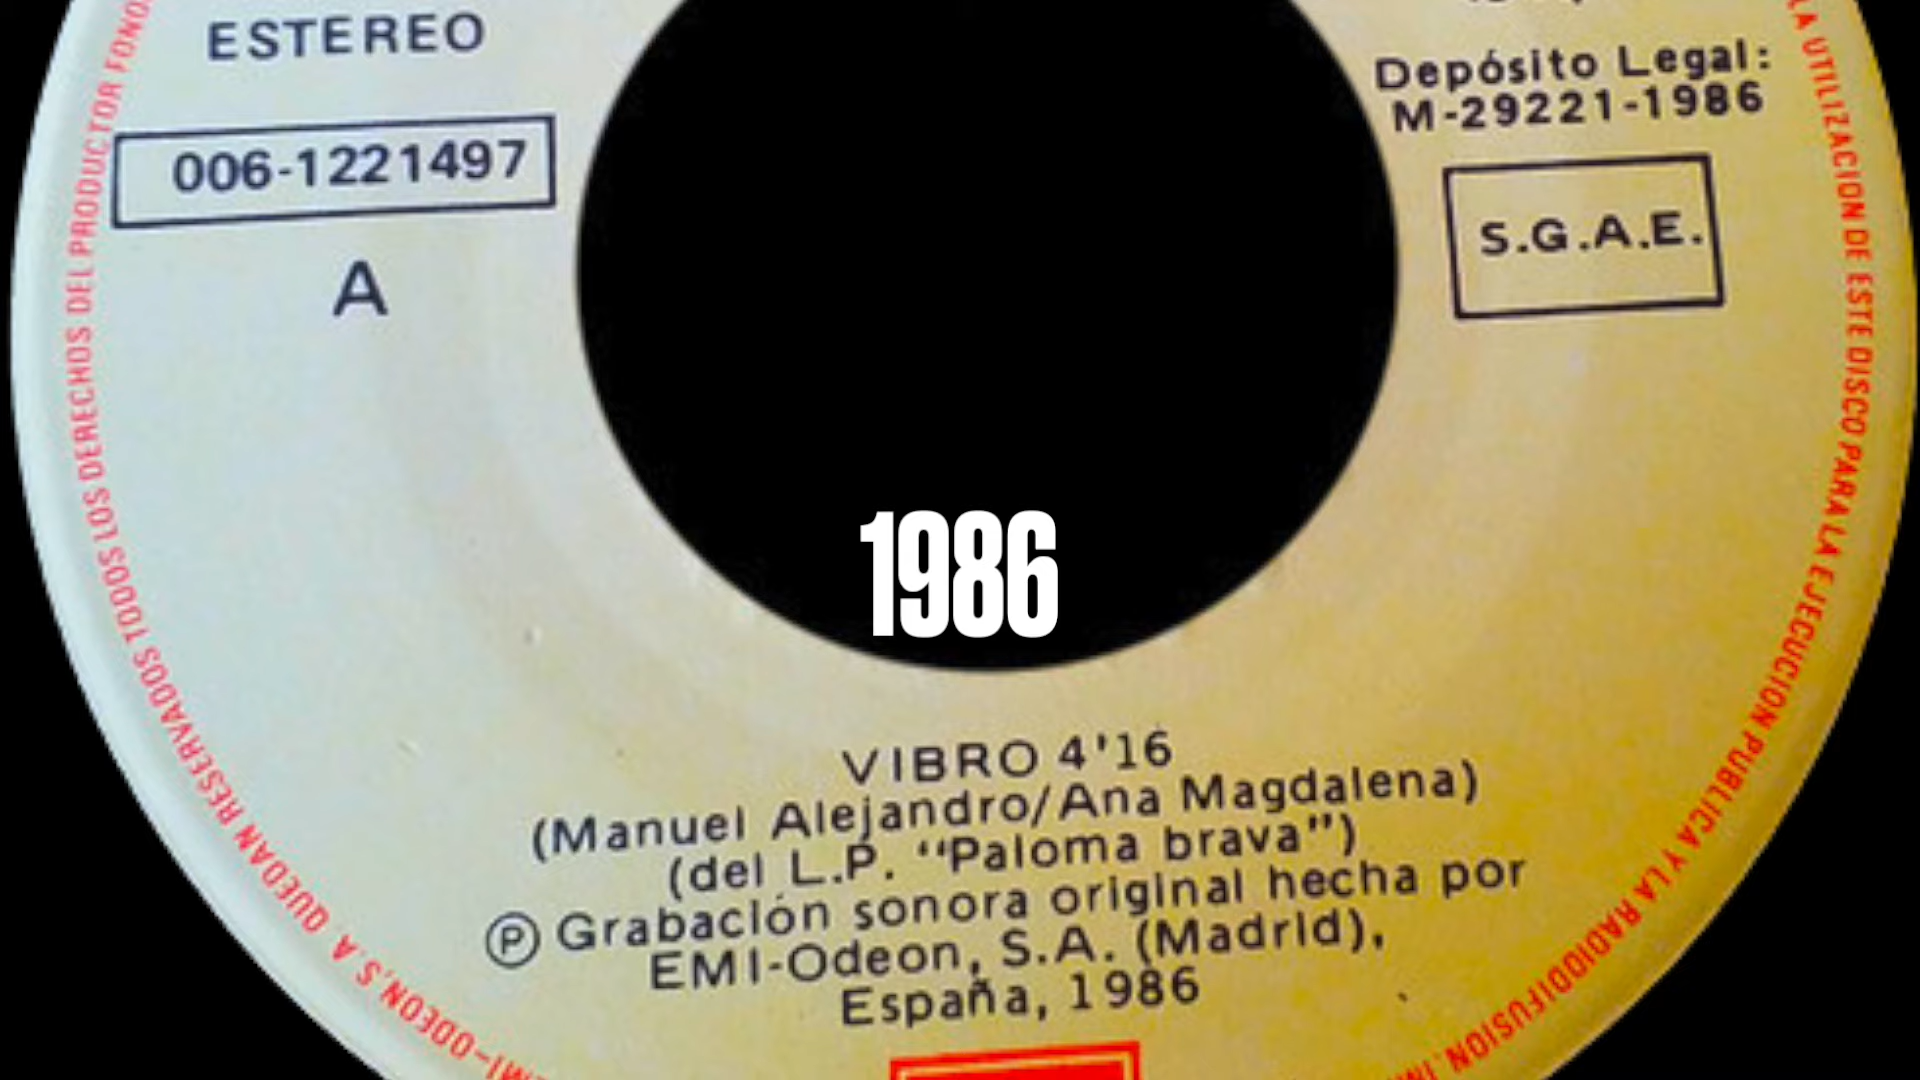 ESTEREO
006-1221497
A
Depósito Legal:
M-29221-1986
S.G.A.E.
1986
VIBRO 4'16
(Manuel Alejandro/Ana Magdalena)
(del L.P. “Paloma brava”)
Ⓟ Grabación sonora original hecha por
EMI-Odeon, S.A. (Madrid).
España, 1986
EMI-ODEON, S.A. QUEDAN RESERVADOS TODOS LOS DERECHOS DEL PRODUCTOR
LA UTILIZACION DE ESTE DISCO PARA LA EJECUCION PUBLICA Y LA RADIODIFUSION.